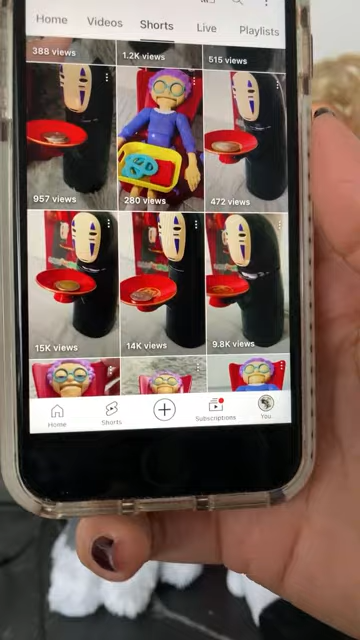 Home Videos Shorts Live Playlists
388 views 1.2K views 515 views
957 views 280 views 472 views
15K views 14K views 9.8K views
Home Shorts Subscriptions You